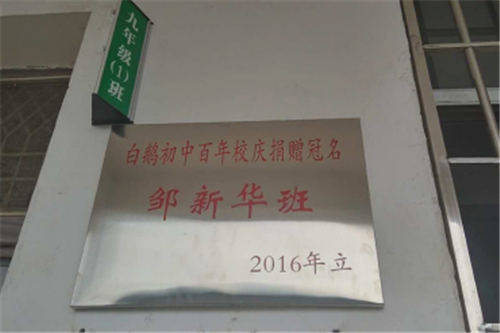 九年级(1)班
白鹅初中百年校庆捐赠冠名
邹新华班
2016年立